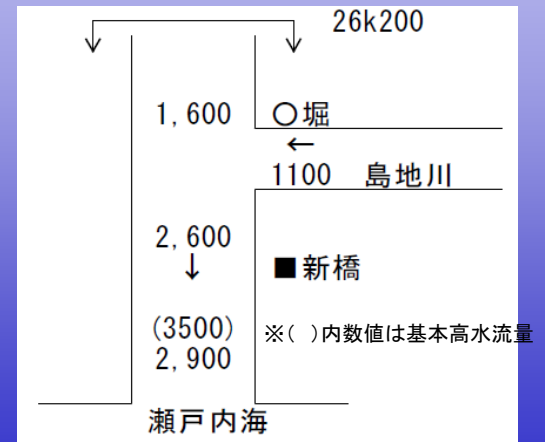 26k200
1,600 〇堀
←
1100 島地川
2,600
↓
■新橋
(3500) ※( )内数値は基本高水流量
2,900
瀬戸内海